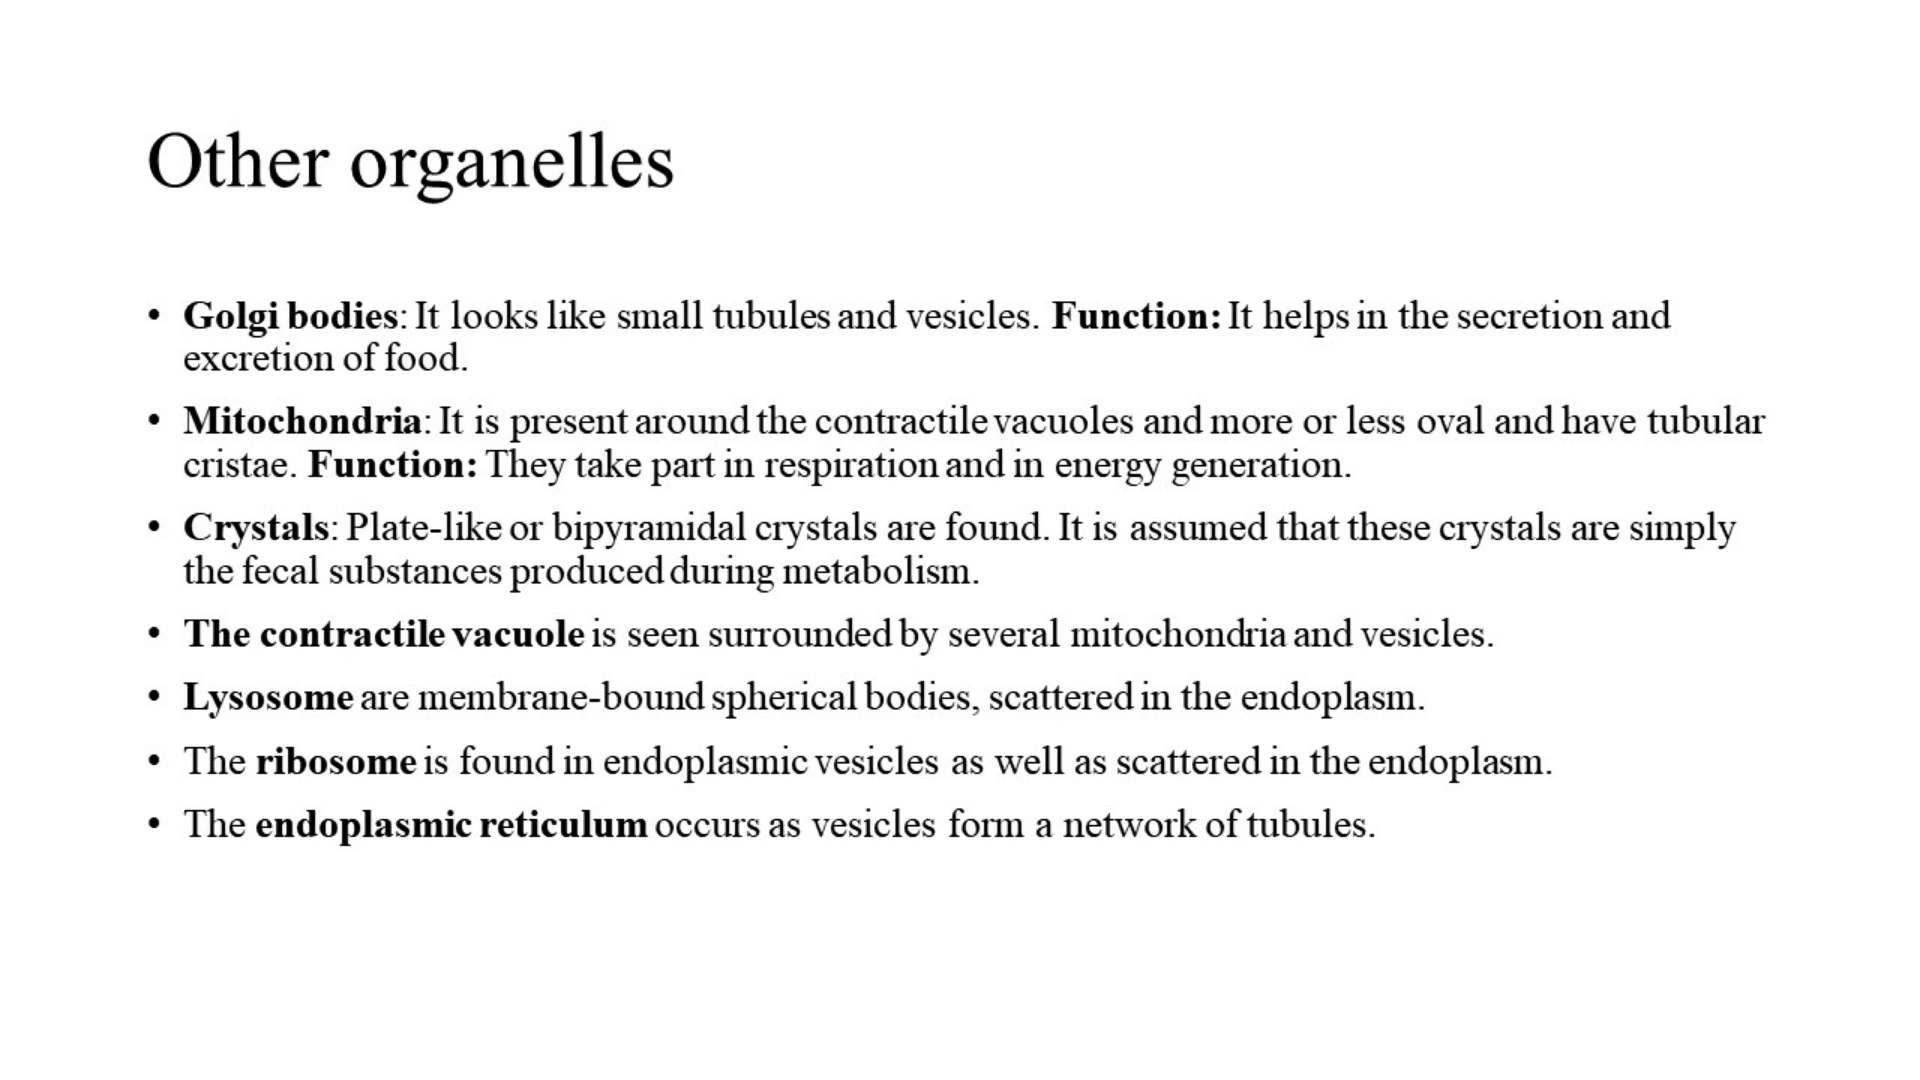 Other organelles
• Golgi bodies: It looks like small tubules and vesicles. Function: It helps in the secretion and
excretion of food.
• Mitochondria: It is present around the contractile vacuoles and more or less oval and have tubular
cristae. Function: They take part in respiration and in energy generation.
• Crystals: Plate-like or bipyramidal crystals are found. It is assumed that these crystals are simply
the fecal substances produced during metabolism.
• The contractile vacuole is seen surrounded by several mitochondria and vesicles.
• Lysosome are membrane-bound spherical bodies, scattered in the endoplasm.
• The ribosome is found in endoplasmic vesicles as well as scattered in the endoplasm.
• The endoplasmic reticulum occurs as vesicles form a network of tubules.